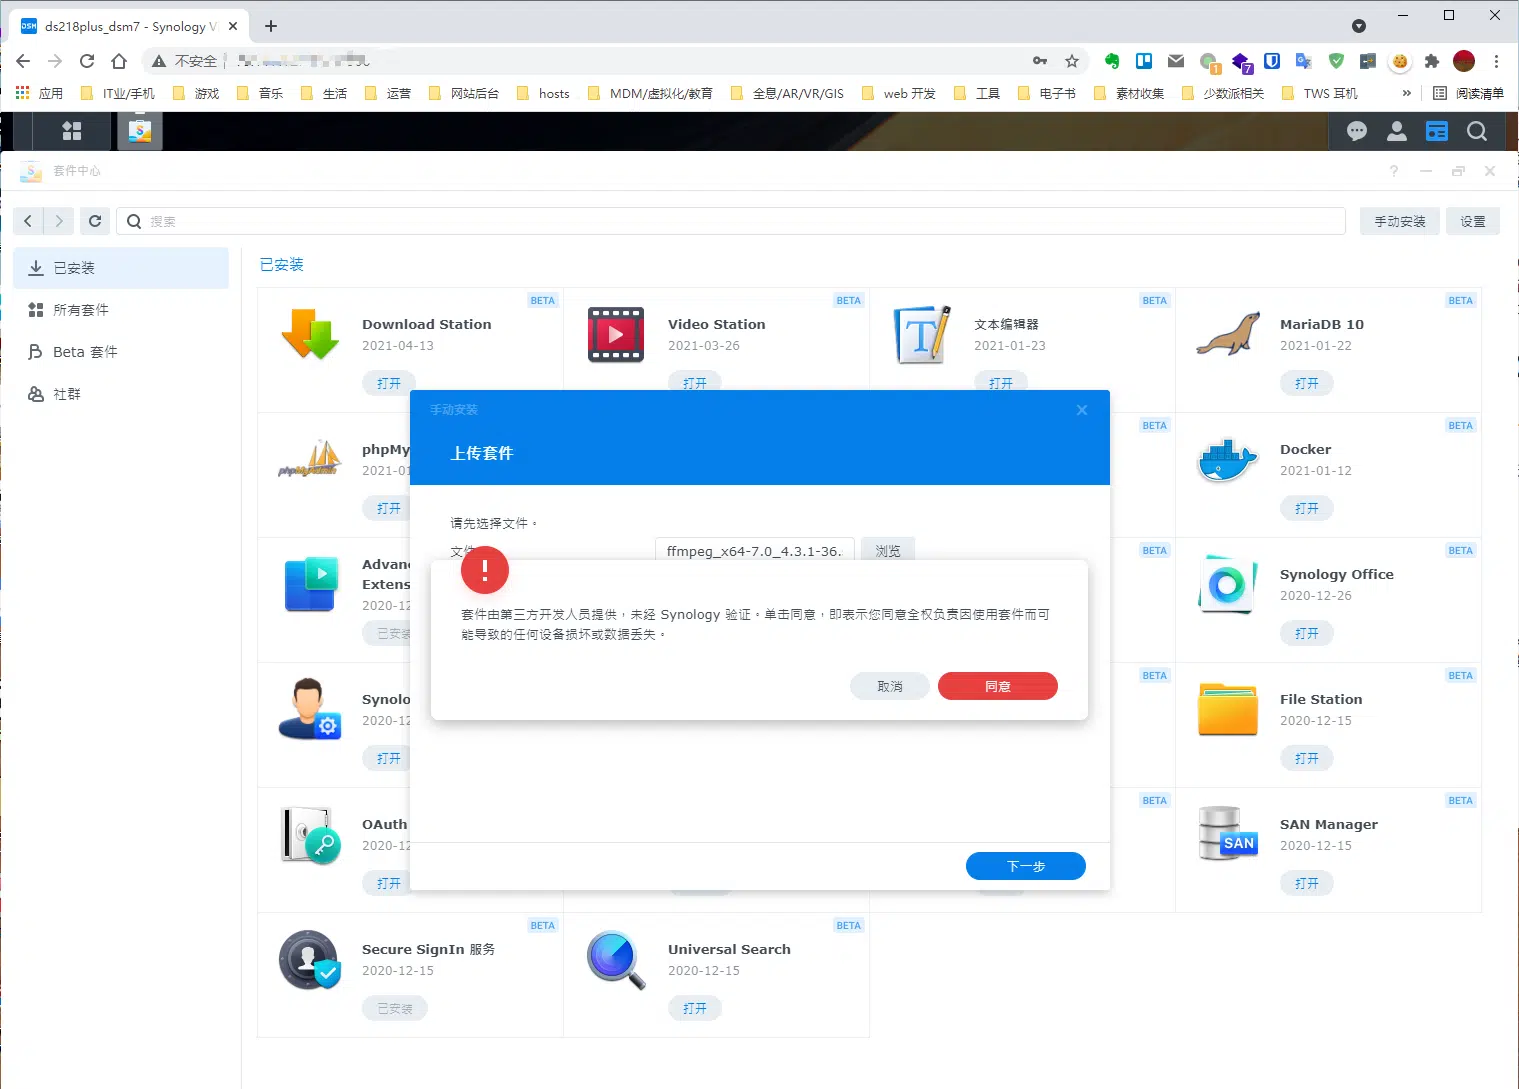 ds218plus_dsm7 - Synology V
不安全
应用
IT业/手机
游戏
音乐
生活
运营
网站后台
hosts
MDM/虚拟化/教育
全息/AR/VR/GIS
web 开发
工具
电子书
素材收集
少数派相关
TWS 耳机
»
阅读清单
套件中心
搜索
手动安装
设置
已安装
所有套件
Beta 套件
社群
已安装
BETA
Download Station
2021-04-13
打开
BETA
Video Station
2021-03-26
打开
BETA
文本编辑器
2021-01-23
打开
BETA
MariaDB 10
2021-01-22
打开
phpMy
2021-01
打开
BETA
BETA
Docker
2021-01-12
打开
手动安装
上传套件
请先选择文件。
文件
ffmpeg_x64-7.0_4.3.1-36.
浏览
套件由第三方开发人员提供，未经 Synology 验证。单击同意，即表示您同意全权负责因使用套件而可
能导致的任何设备损坏或数据丢失。
取消
同意
下一步
Advanc
Extens
2020-12
已安装
BETA
BETA
Synology Office
2020-12-26
打开
Synolo
2020-12
打开
BETA
BETA
File Station
2020-12-15
打开
OAuth
2020-12
打开
BETA
BETA
SAN
SAN Manager
2020-12-15
打开
BETA
Secure SignIn 服务
2020-12-15
已安装
BETA
Universal Search
2020-12-15
打开